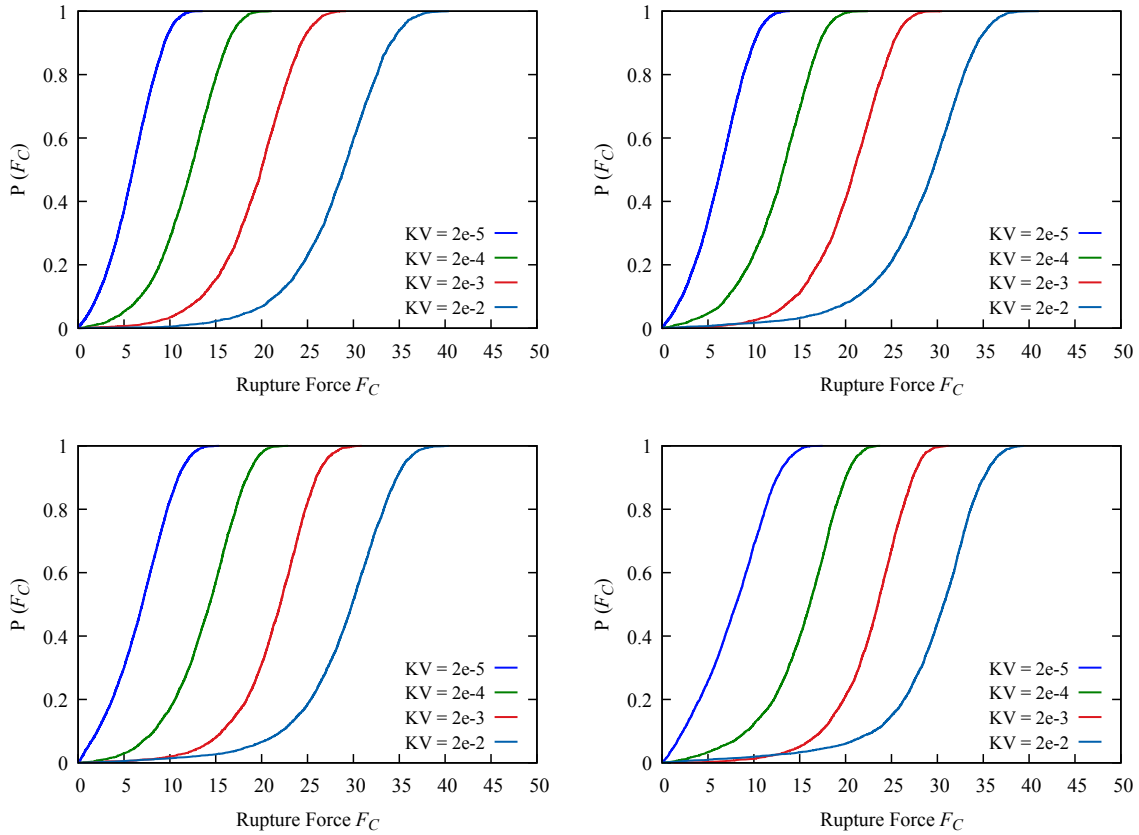 1
0.8
0.6
0.4
0.2
0
P (F_C)
KV = 2e-5
KV = 2e-4
KV = 2e-3
KV = 2e-2
0 5 10 15 20 25 30 35 40 45 50
Rupture Force F_C
1
0.8
0.6
0.4
0.2
0
P (F_C)
KV = 2e-5
KV = 2e-4
KV = 2e-3
KV = 2e-2
0 5 10 15 20 25 30 35 40 45 50
Rupture Force F_C
1
0.8
0.6
0.4
0.2
0
P (F_C)
KV = 2e-5
KV = 2e-4
KV = 2e-3
KV = 2e-2
0 5 10 15 20 25 30 35 40 45 50
Rupture Force F_C
1
0.8
0.6
0.4
0.2
0
P (F_C)
KV = 2e-5
KV = 2e-4
KV = 2e-3
KV = 2e-2
0 5 10 15 20 25 30 35 40 45 50
Rupture Force F_C